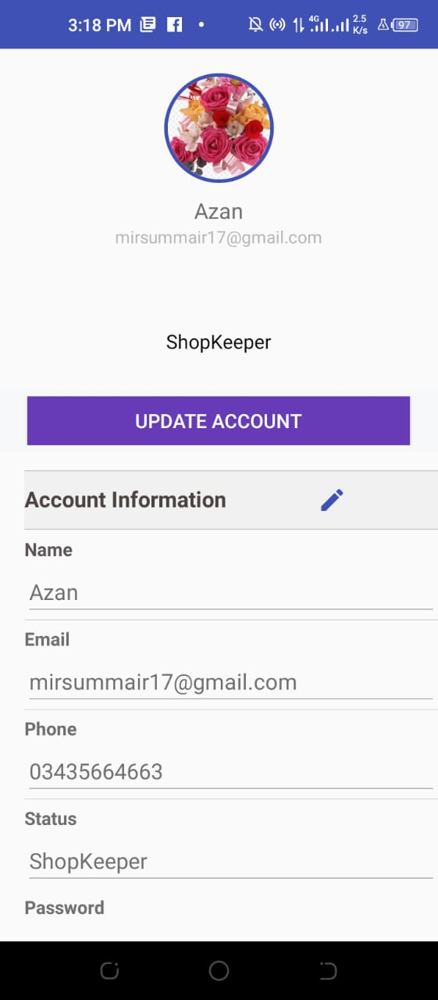 3:18 PM 4G 2.5 K/s 97
Azan
mirsummair17@gmail.com
ShopKeeper
UPDATE ACCOUNT
Account Information
Name
Azan
Email
mirsummair17@gmail.com
Phone
03435664663
Status
ShopKeeper
Password